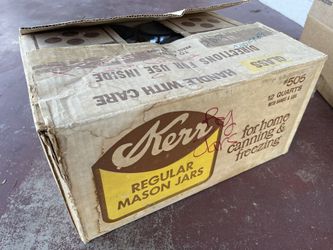 GLASS
DIRECTIONS FOR USE INSIDE
HANDLE WITH CARE
#505
12 QUARTS
WITH BANDS & LIDS
Kerr
REGULAR
MASON JARS
for home
canning &
freezing